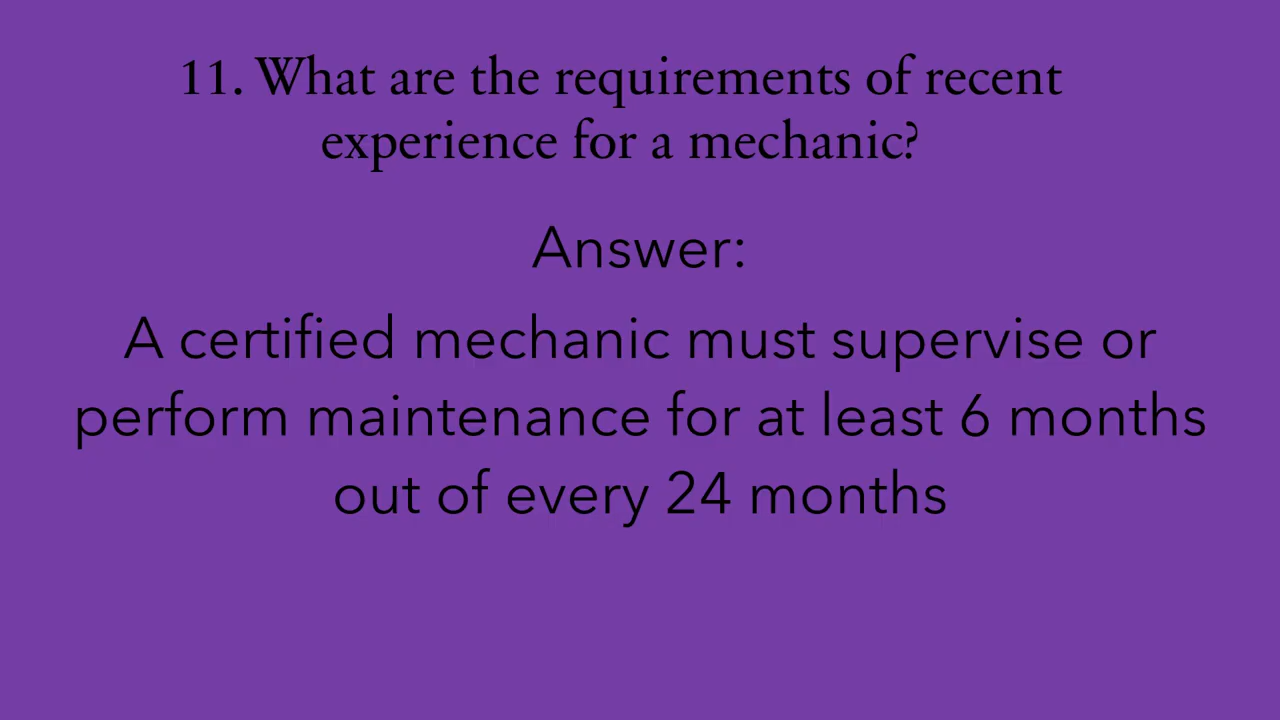 11. What are the requirements of recent
experience for a mechanic?
Answer:
A certified mechanic must supervise or
perform maintenance for at least 6 months
out of every 24 months